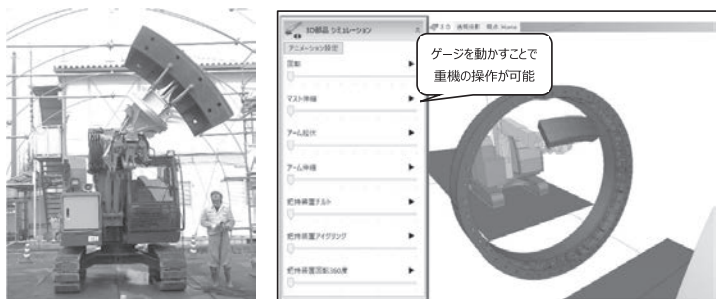 3D部品 シミュレーション
アニメーション設定
回転
マスト伸縮
アーム起伏
アーム伸縮
把持装置チルト
把持装置アイクリング
把持装置回転360度
ゲージを動かすことで
重機の操作が可能